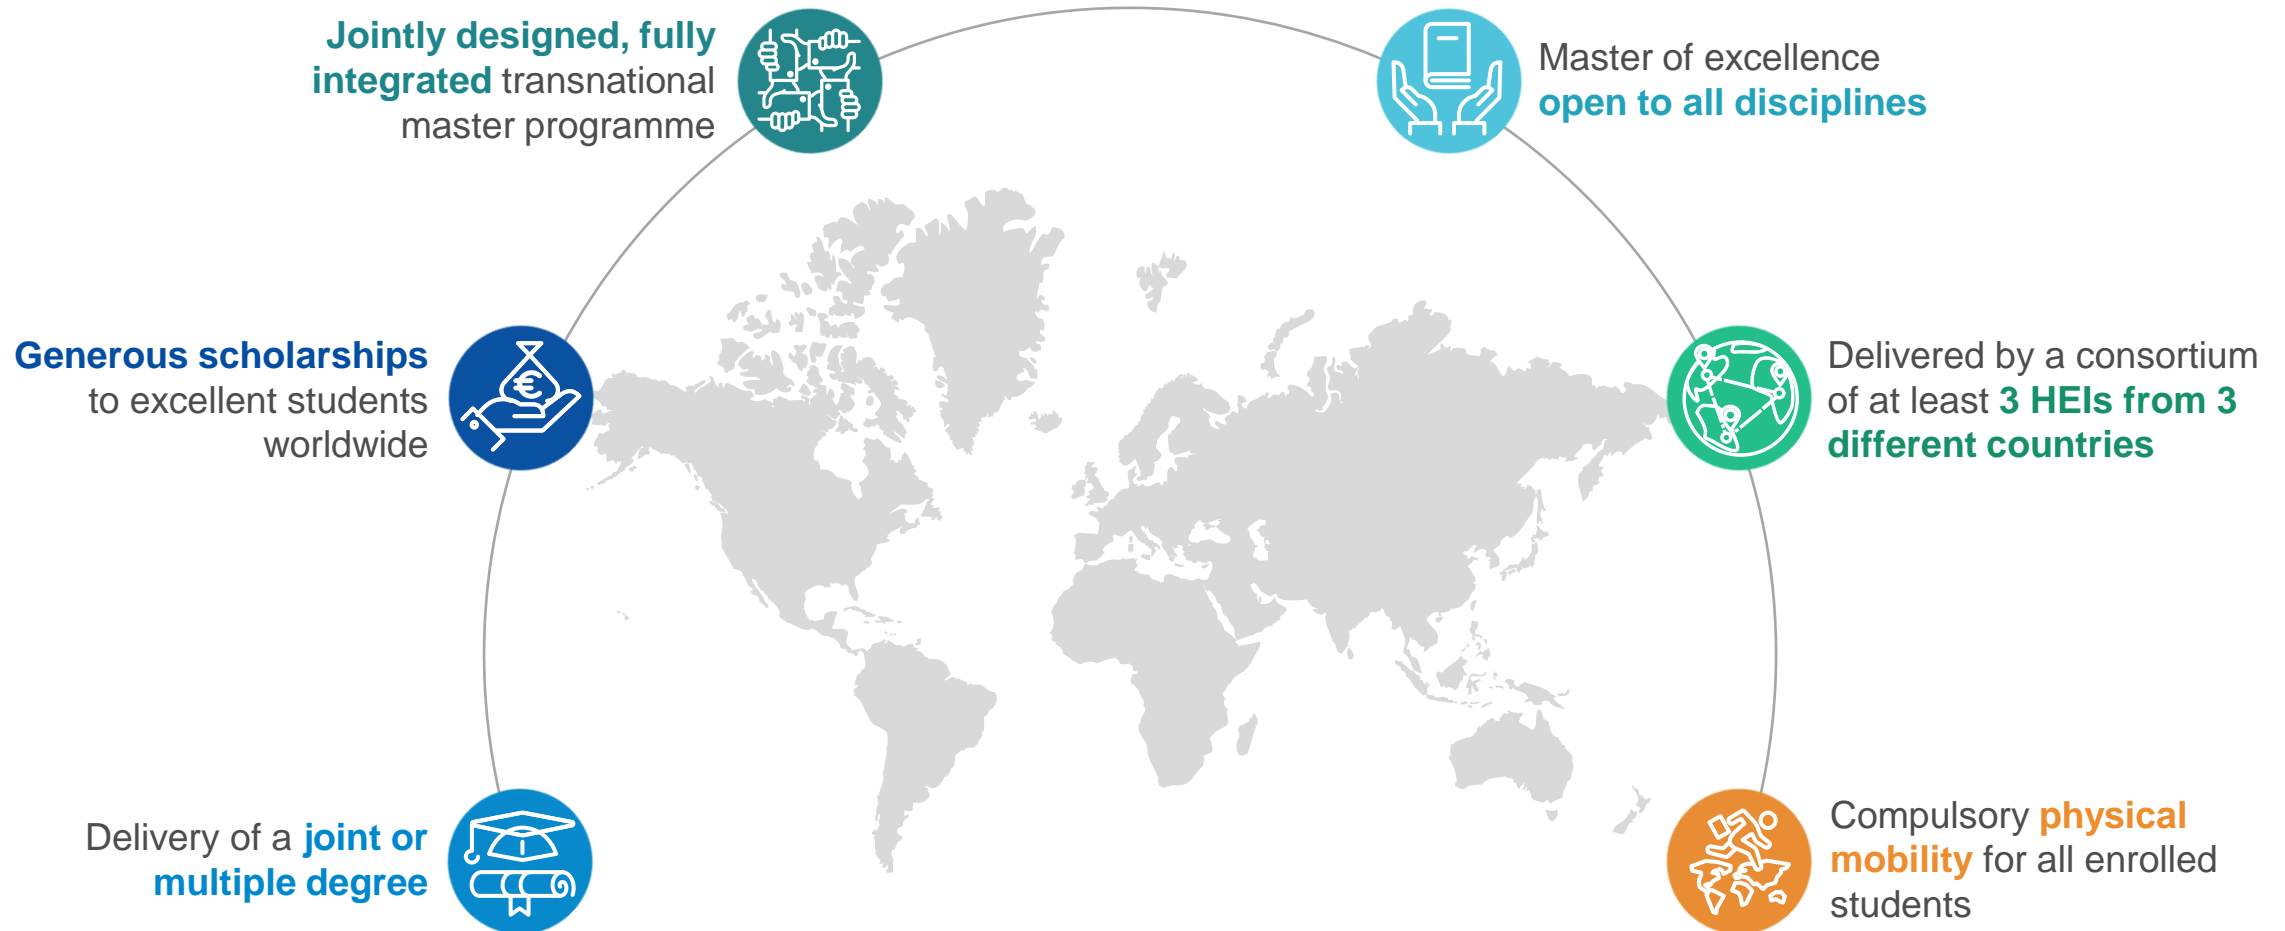 Jointly designed, fully
integrated transnational
master programme
Master of excellence
open to all disciplines
Generous scholarships
to excellent students
worldwide
€
Delivered by a consortium
of at least 3 HEIs from 3
different countries
Delivery of a joint or
multiple degree
Compulsory physical
mobility for all enrolled
students